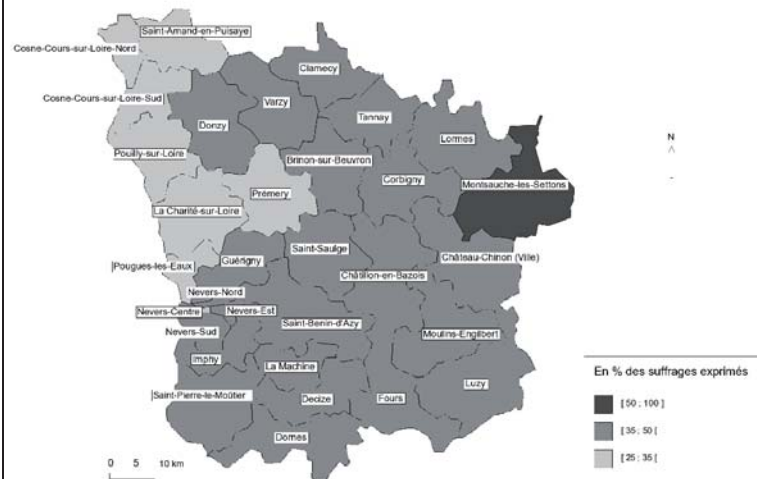 Saint-Amand-en-Puisaye
Cosne-Cours-sur-Loire-Nord
Clamecy
Cosne-Cours-sur-Loire-Sud
Varzy
Donzy
Tannay
Lormes
N
Pouilly-sur-Loire
Brinon-sur-Beuvron
Corbigny
Montsauche-les-Settons
Prémery
La Charité-sur-Loire
Saint-Saulge
Château-Chinon (Ville)
Guérigny
Pougues-les-Eaux
Châtillon-en-Bazois
Nevers-Nord
Nevers-Centre
Nevers-Est
Saint-Benin-d'Azy
Nevers-Sud
Moulins-Engilbert
Imphy
La Machine
En % des suffrages exprimés
Luzy
Saint-Pierre-le-Moûtier
Decize
Fours
[ 50 ; 100 ]
[ 35 ; 50 [
Dornes
[ 25 ; 35 [
0 5 10 km